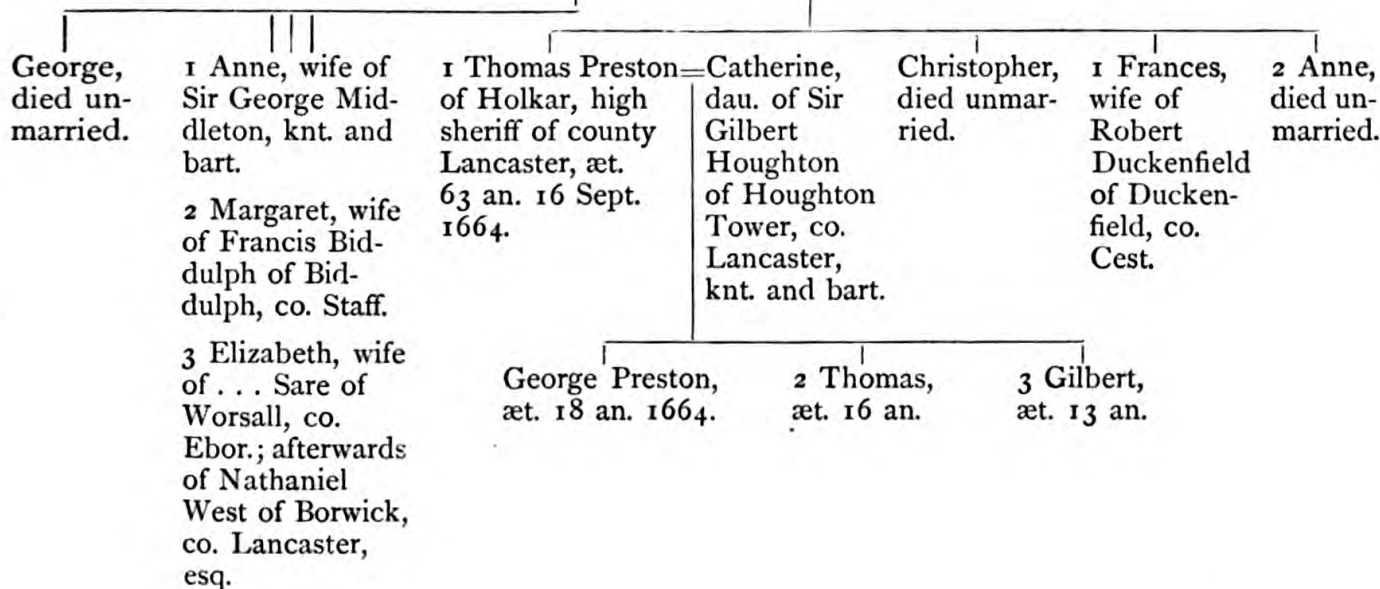 George,
died un-
married.
1 Anne, wife of
Sir George Mid-
dleton, knt. and
bart.
2 Margaret, wife
of Francis Bid-
dulph of Bid-
dulph, co. Staff.
3 Elizabeth, wife
of . . . Sare of
Worsall, co.
Ebor.; afterwards
of Nathaniel
West of Borwick,
co. Lancaster,
esq.
1 Thomas Preston=Catherine,
of Holkar, high
sheriff of county
Lancaster, æt.
63 an. 16 Sept.
1664.
dau. of Sir
Gilbert
Houghton
of Houghton
Tower, co.
Lancaster,
knt. and bart.
Christopher,
died unmar-
ried.
1 Frances,
wife of
Robert
Duckenfield
of Ducken-
field, co.
Cest.
2 Anne,
died un-
married.
George Preston,
æt. 18 an. 1664.
2 Thomas,
æt. 16 an.
3 Gilbert,
æt. 13 an.